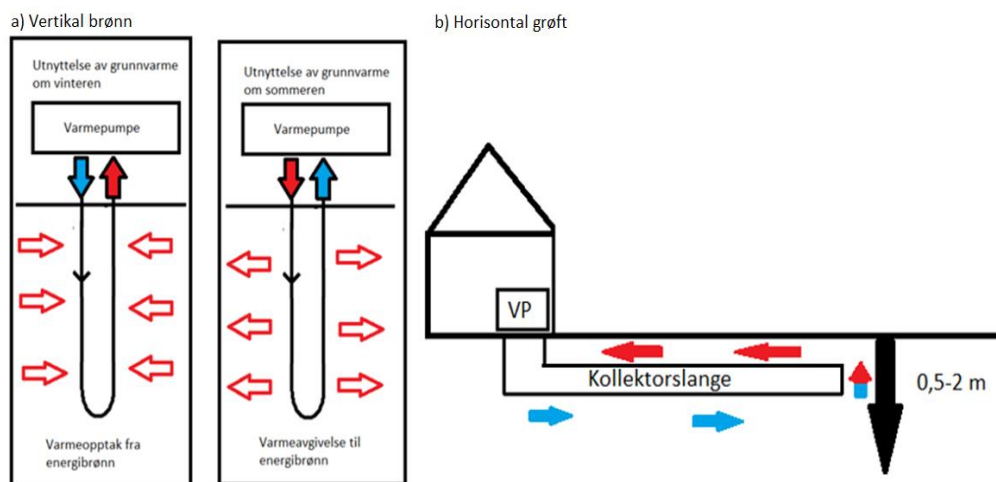 a) Vertikal brønn
Utnyttelse av grunnvarme
om vinteren
Varmepumpe
Varmeopptak fra
energibrønn
Utnyttelse av grunnvarme
om sommeren
Varmepumpe
Varmeavgivelse til
energibrønn
b) Horisontal grøft
VP
Kollektorslange
0,5-2 m